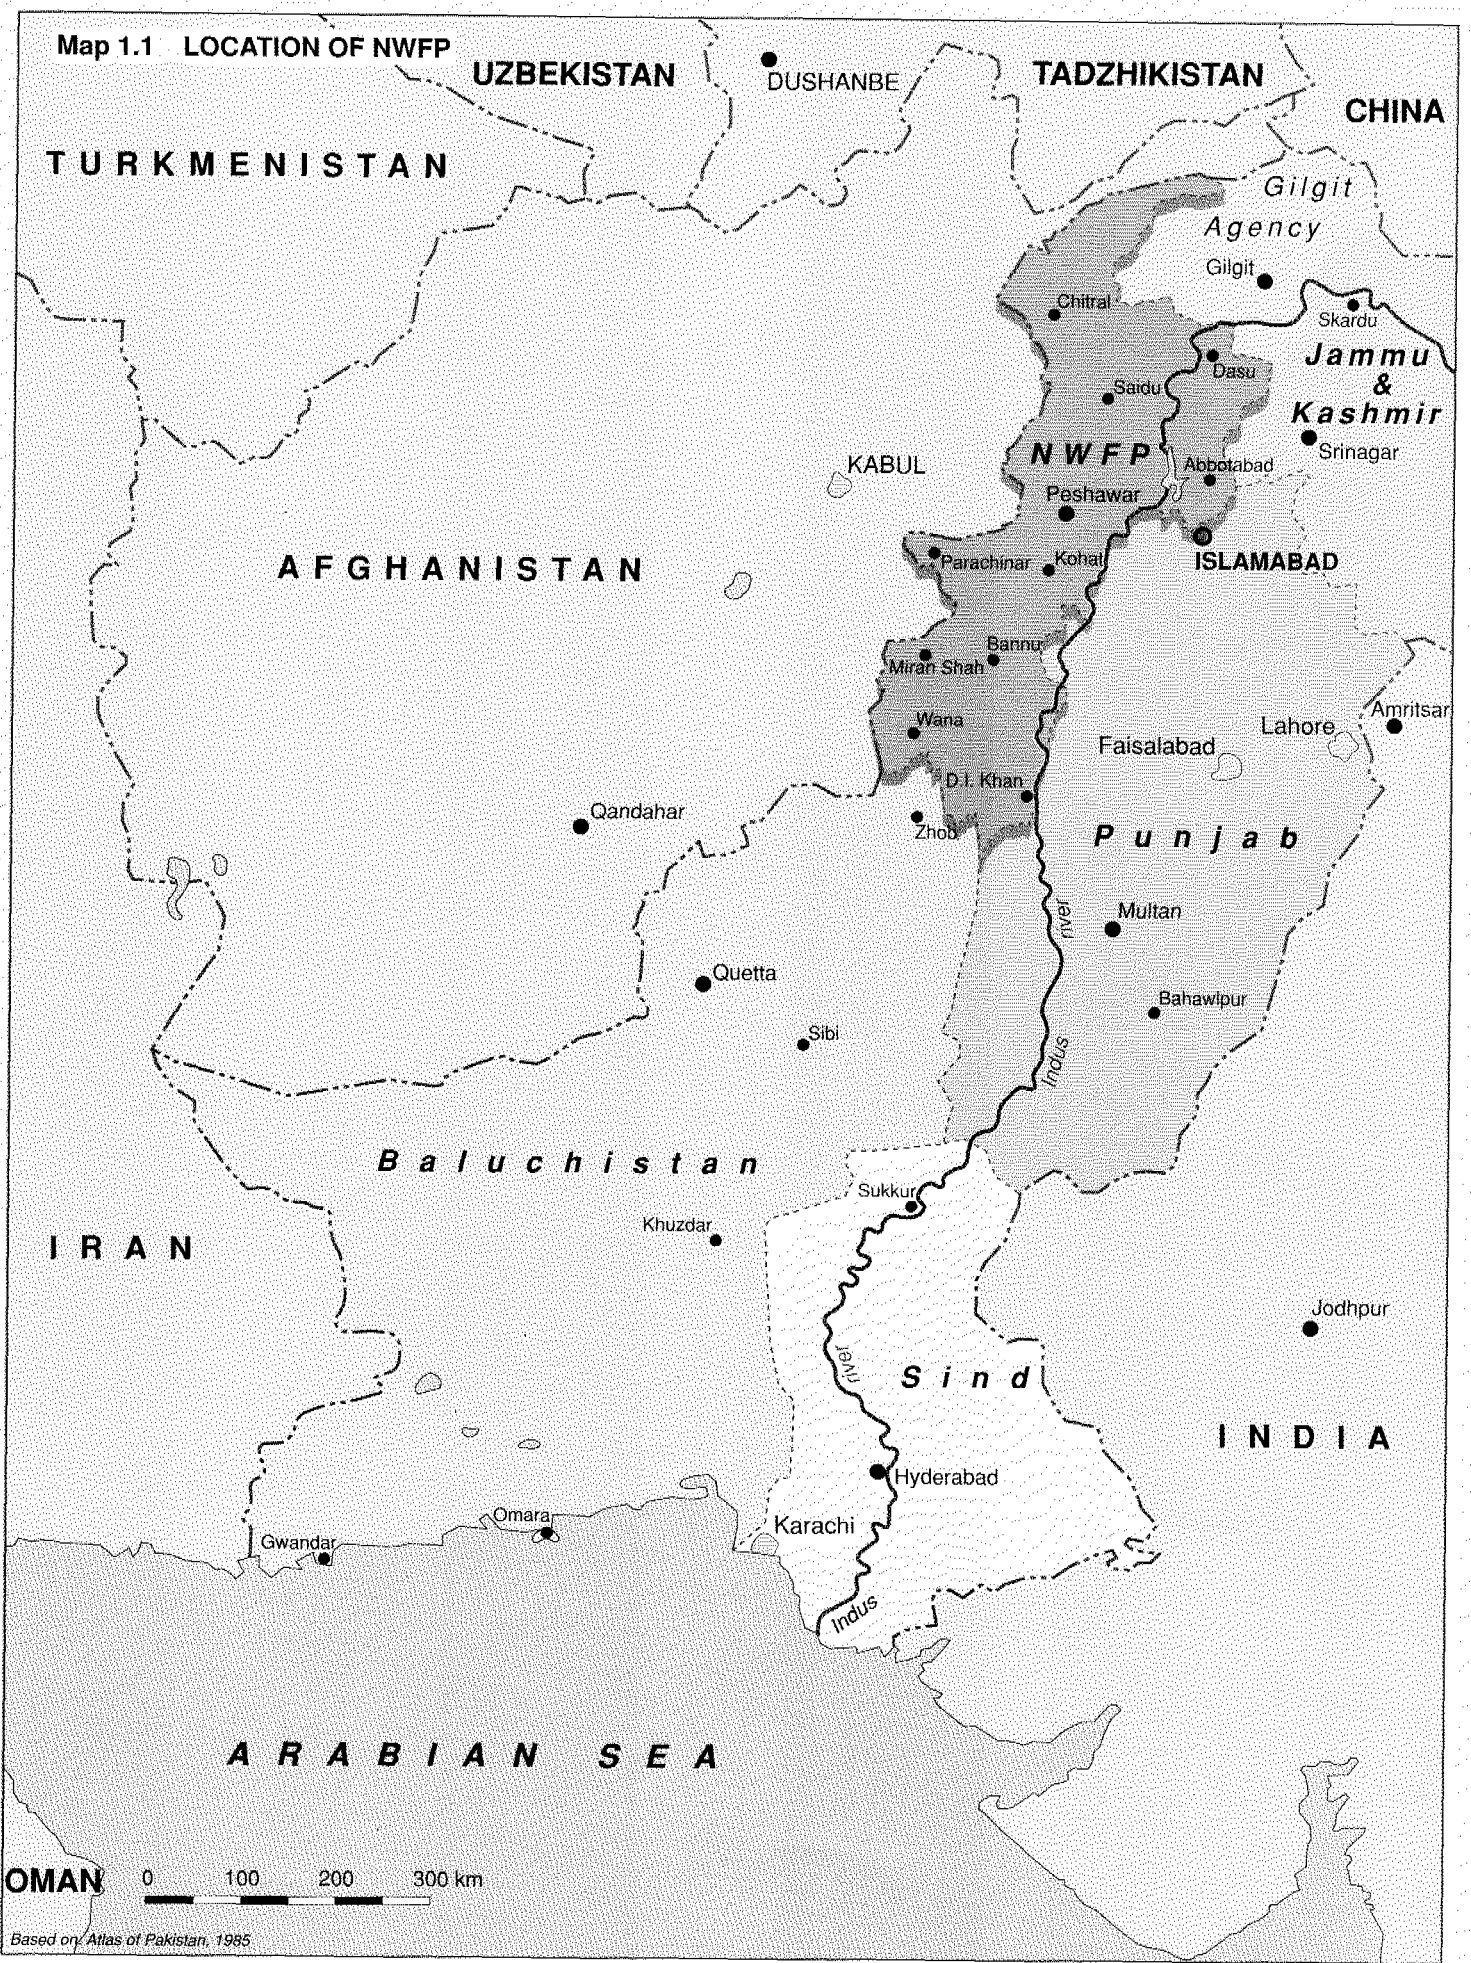 Map 1.1 LOCATION OF NWFP
UZBEKISTAN
DUSHANBE
TADZHIKISTAN
CHINA
TURKMENISTAN
Gilgit
Agency
Gilgit
Chitral
Skardu
Jammu
&
Kashmir
Dasu
Saidu
Srinagar
NWFP
Abbotabad
KABUL
Peshawar
ISLAMABAD
AFGHANISTAN
Parachinar
Kohat
Bannu
Miran Shah
Wana
Amritsar
Lahore
Faisalabad
D.I. Khan
Qandahar
Zhob
Punjab
river
Multan
Quetta
Bahawlpur
Sibi
Indus
Baluchistan
Sukkur
Khuzdar
IRAN
Jodhpur
river
Sind
INDIA
Hyderabad
Omara
Karachi
Gwandar
Indus
ARABIAN SEA
OMAN
0 100 200 300 km
Based on: Atlas of Pakistan, 1985